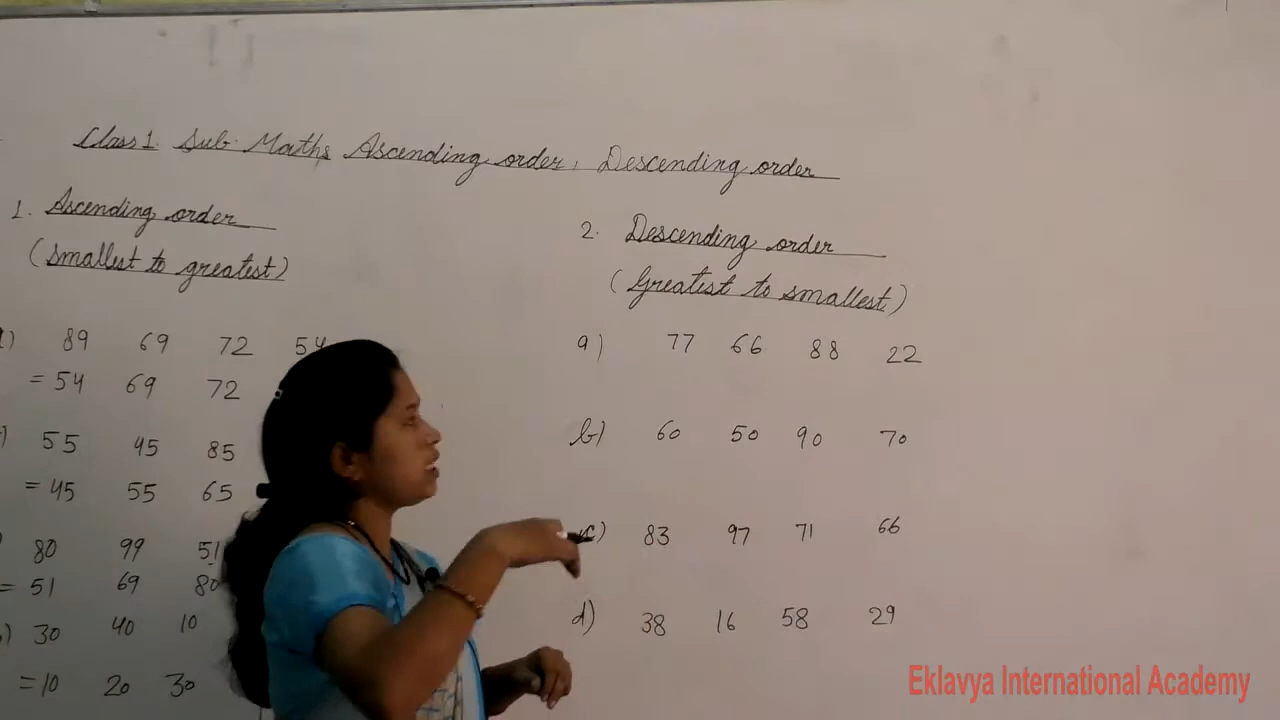 Class 1. Sub- Maths Ascending order, Descending order
1. Ascending order
(Smallest to greatest)
89 69 72 54
= 54 69 72
55 45 85
= 45 55 65
80 99 51
= 51 69 80
30 40 10
= 10 20 30
2. Descending order
(Greatest to smallest)
a) 77 66 88 22
b) 60 50 90 70
c) 83 97 71 66
d) 38 16 58 29
Eklavya International Academy